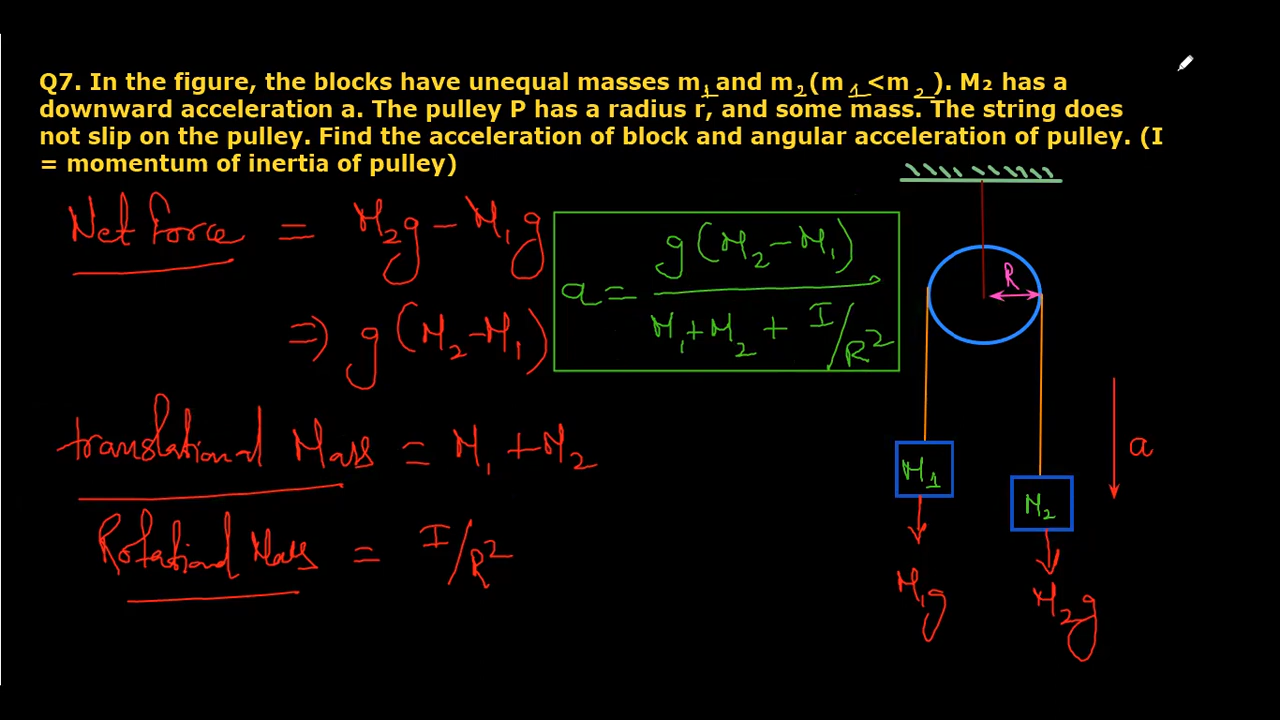 Q7. In the figure, the blocks have unequal masses m₁ and m₂ (m₁ < m₂). M₂ has a
downward acceleration a. The pulley P has a radius r, and some mass. The string does
not slip on the pulley. Find the acceleration of block and angular acceleration of pulley. (I
= momentum of inertia of pulley)
Net force = M₂g - M₁g
⇒ g(M₂-M₁)
a = g(M₂-M₁) / M₁+M₂ + I/R²
translational Mass = M₁ + M₂
Rotational Mass = I/R²
R
M₁
M₂
a
M₁g
M₂g